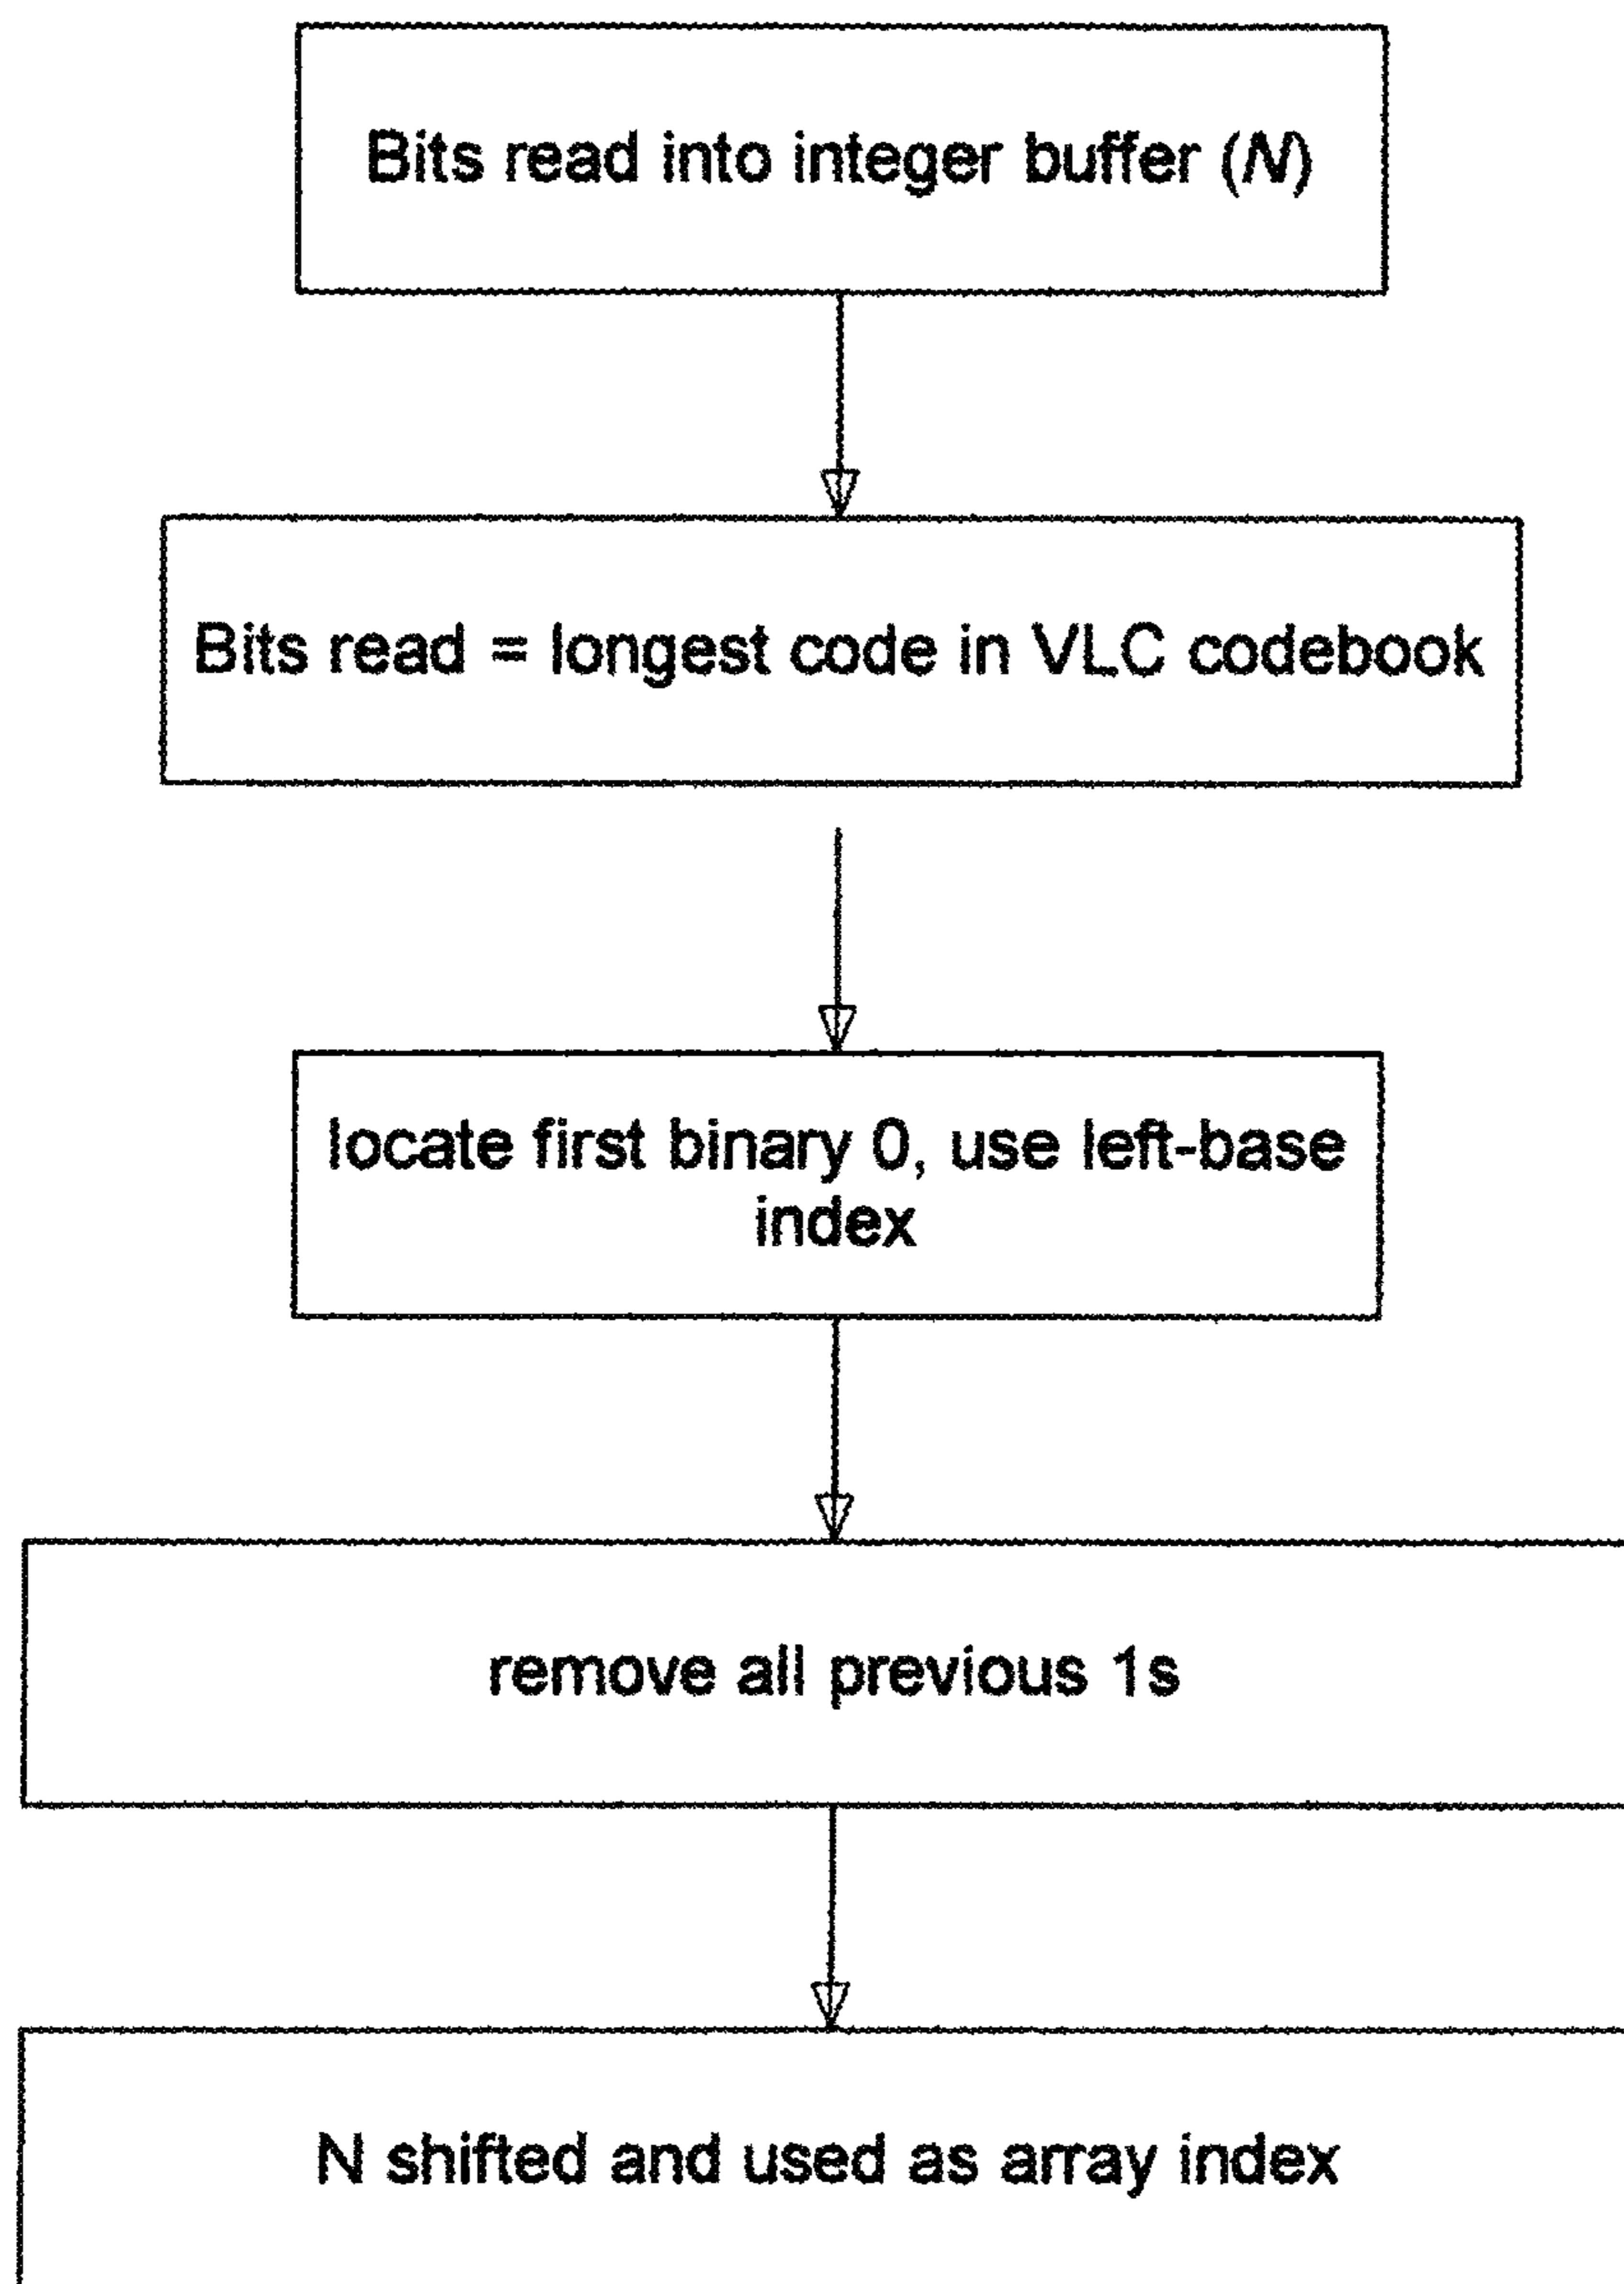 Bits read into integer buffer (N)
Bits read = longest code in VLC codebook
locate first binary 0, use left-base
index
remove all previous 1s
N shifted and used as array index